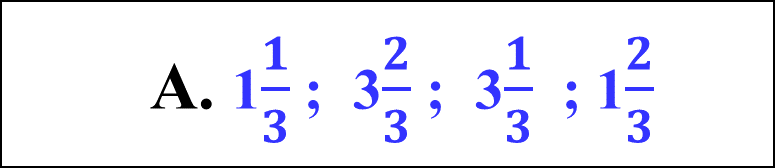 A. 1 1/3 ; 3 2/3 ; 3 1/3 ; 1 2/3